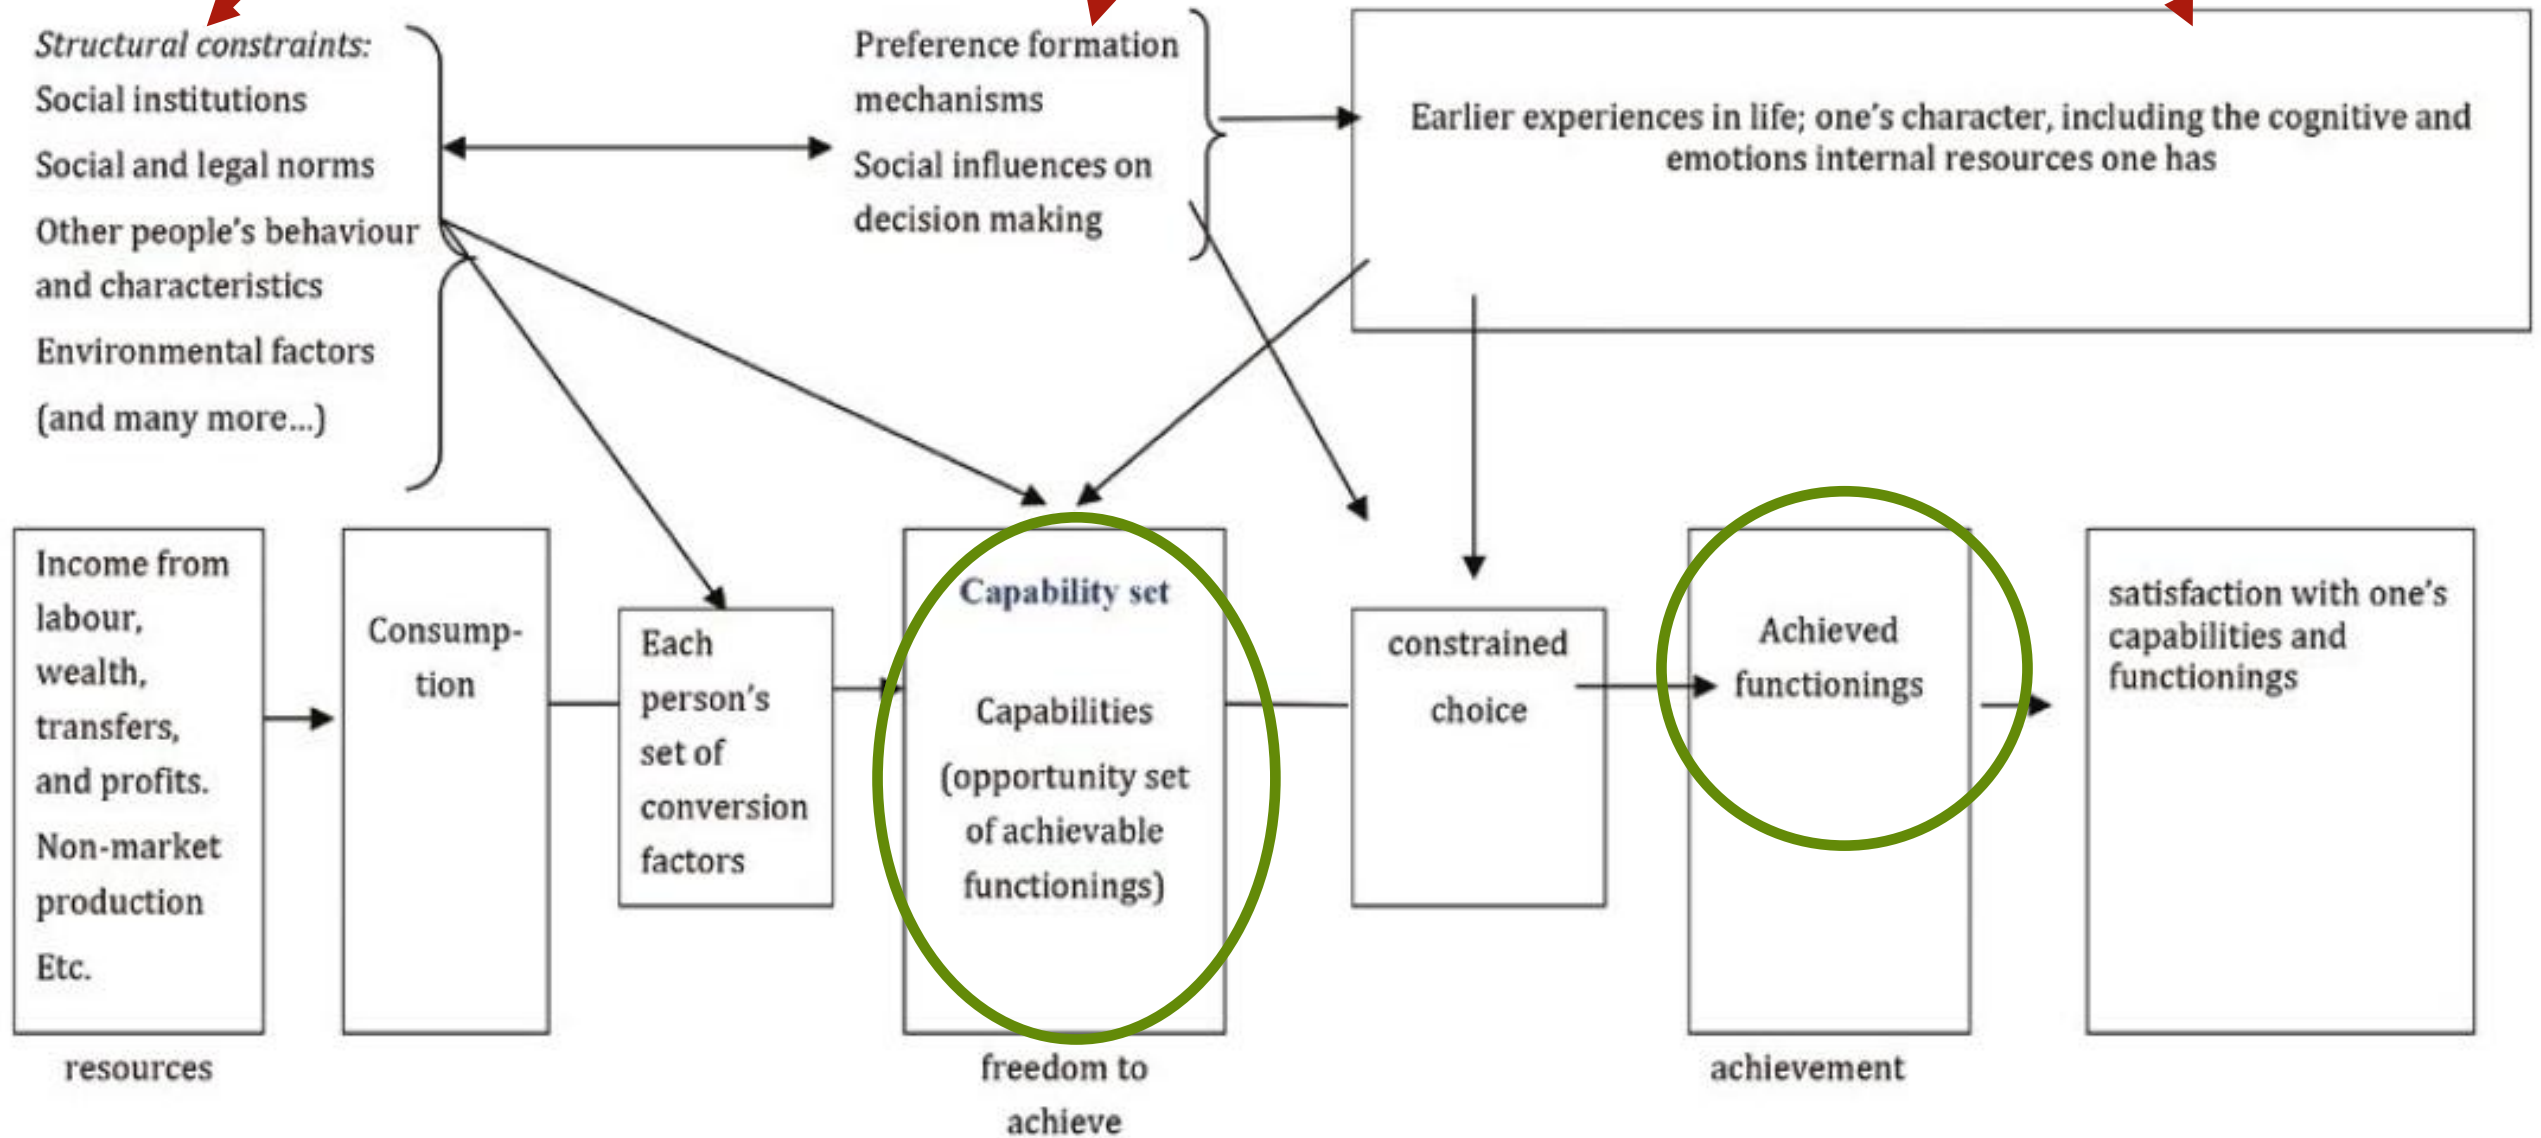 Structural constraints:
Social institutions
Social and legal norms
Other people's behaviour
and characteristics
Environmental factors
(and many more...)
Preference formation
mechanisms
Social influences on
decision making
Earlier experiences in life; one's character, including the cognitive and
emotions internal resources one has
Income from
labour,
wealth,
transfers,
and profits.
Non-market
production
Etc.
resources
Consump-
tion
Each
person's
set of
conversion
factors
Capability set
Capabilities
(opportunity set
of achievable
functionings)
freedom to
achieve
constrained
choice
Achieved
functionings
achievement
satisfaction with one's
capabilities and
functionings